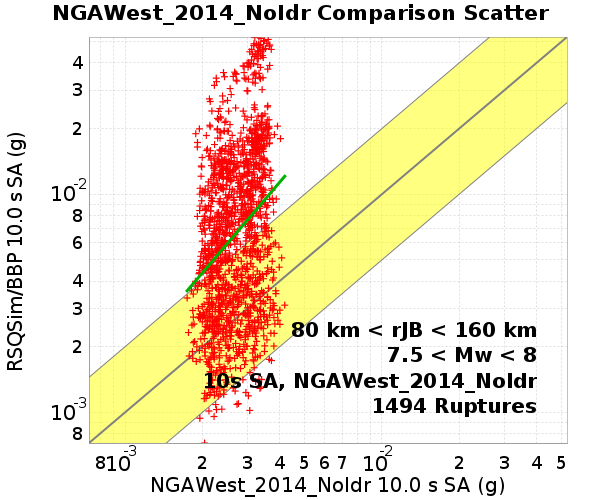 NGAWest_2014_NoIdr Comparison Scatter
RSQSim/BBP 10.0 s SA (g)
4
3
2
10-2
8
6
4
3
2
10-3
8
80 km < rJB < 160 km
7.5 < Mw < 8
10s SA, NGAWest_2014_NoIdr
1494 Ruptures
8 10-3 2 3 4 5 6 7 10-2 2 3 4 5
NGAWest_2014_NoIdr 10.0 s SA (g)